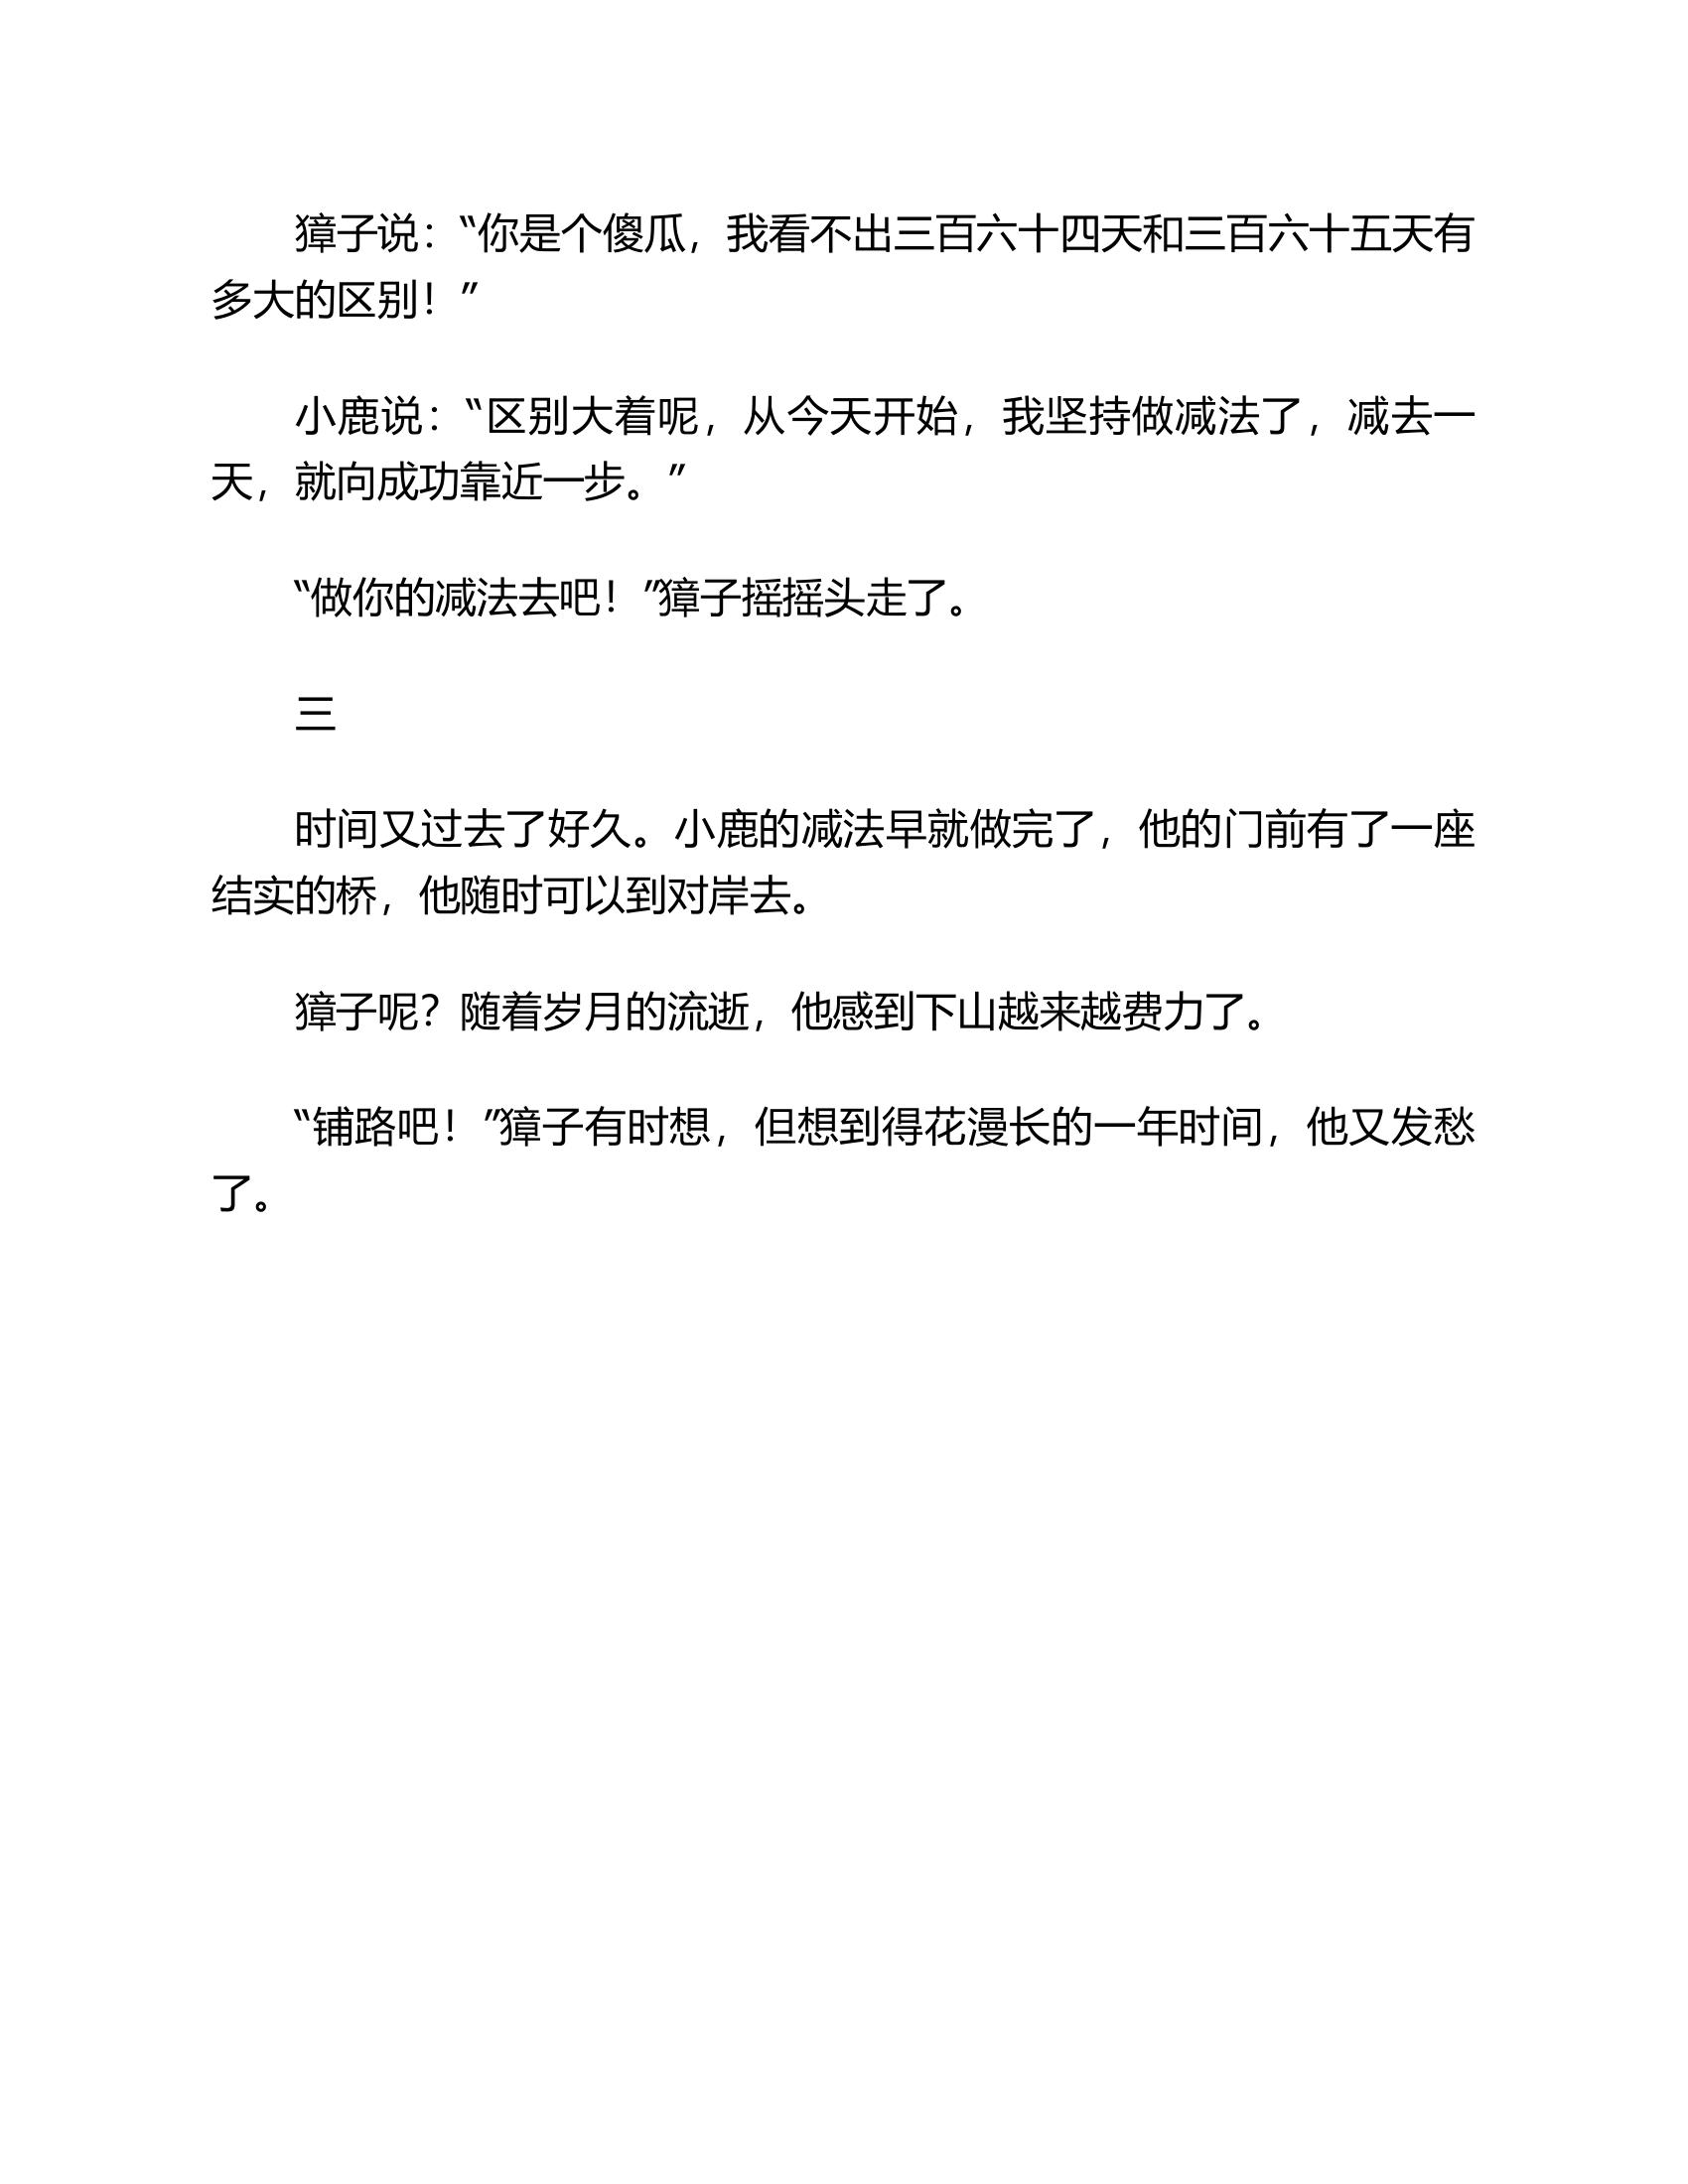 獐子说：“你是个傻瓜，我看不出三百六十四天和三百六十五天有
多大的区别！”
小鹿说：“区别大着呢，从今天开始，我坚持做减法了，减去一
天，就向成功靠近一步。”
“做你的减法去吧！”獐子摇摇头走了。
三
时间又过去了好久。小鹿的减法早就做完了，他的门前有了一座
结实的桥，他随时可以到对岸去。
獐子呢？随着岁月的流逝，他感到下山越来越费力了。
“铺路吧！”獐子有时想，但想到得花漫长的一年时间，他又发愁
了。